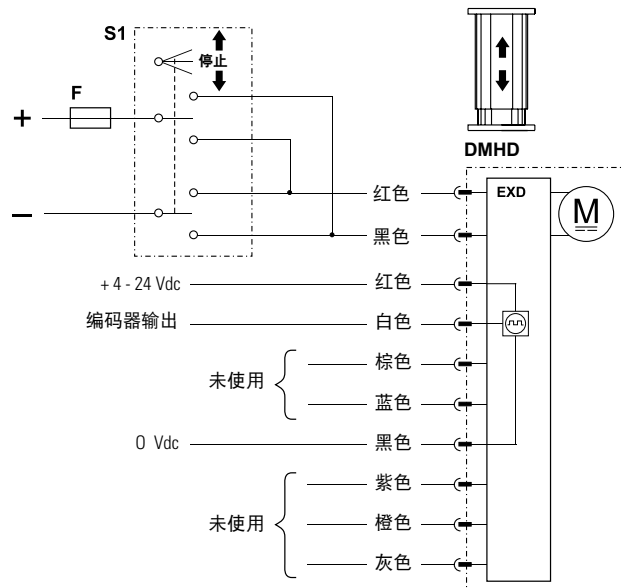 S1
停止
F
+
−
DMHD
EXD
M
红色
黑色
+ 4 - 24 Vdc 红色
编码器输出 白色
未使用
棕色
蓝色
0 Vdc 黑色
未使用
紫色
橙色
灰色